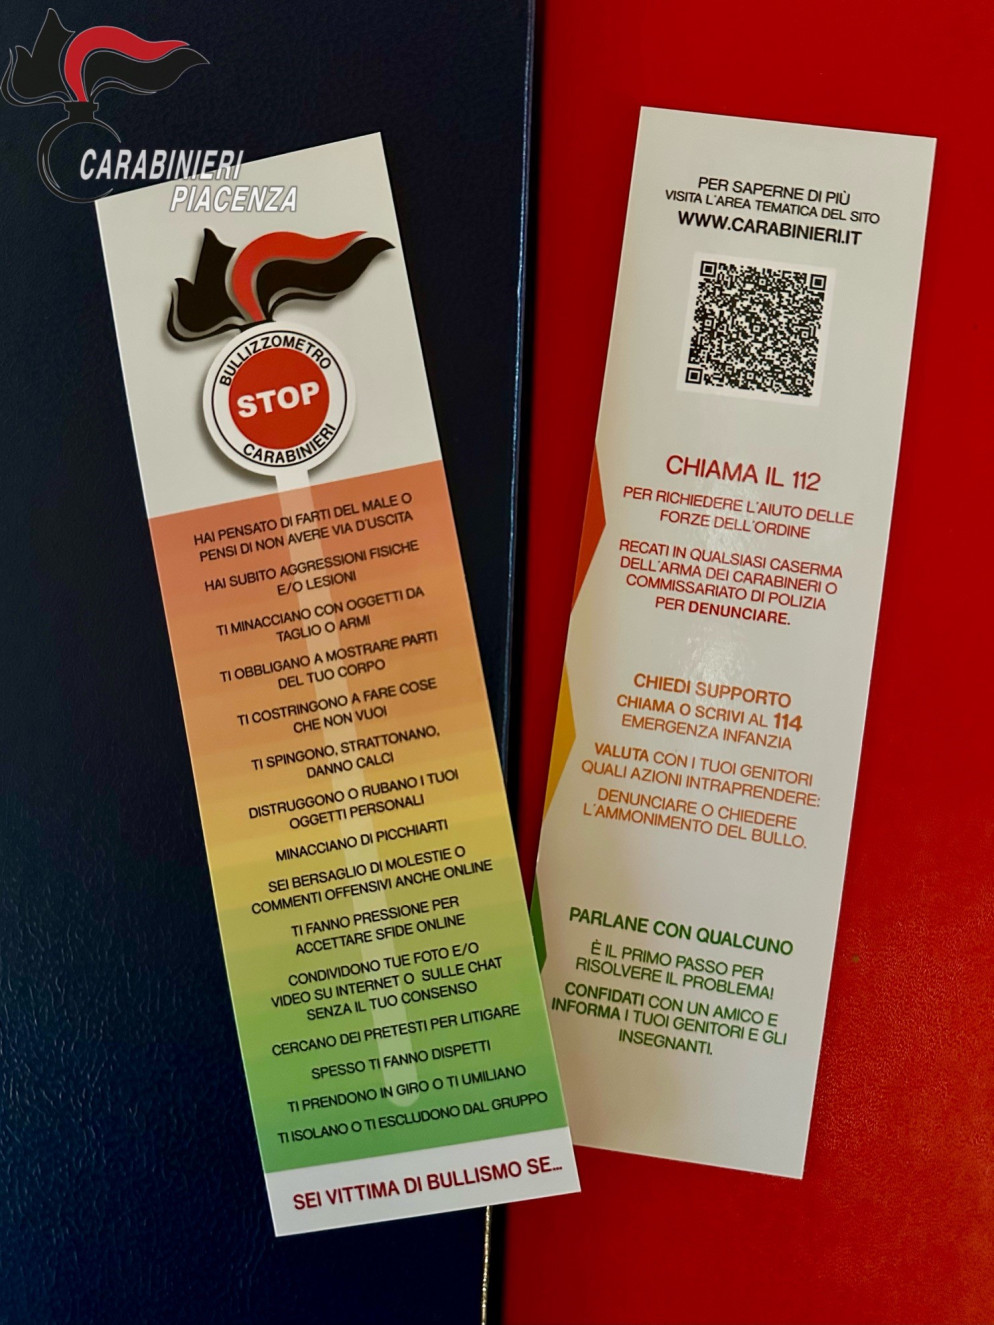 CARABINIERI
PIACENZA
BULLIZZOMETRO
STOP
CARABINIERI
HAI PENSATO DI FARTI DEL MALE O
PENSI DI NON AVERE VIA D'USCITA
HAI SUBITO AGGRESSIONI FISICHE
E/O LESIONI
TI MINACCIANO CON OGGETTI DA
TAGLIO O ARMI
TI OBBLIGANO A MOSTRARE PARTI
DEL TUO CORPO
TI COSTRINGONO A FARE COSE
CHE NON VUOI
TI SPINGONO, STRATTONANO,
DANNO CALCI
DISTRUGGONO O RUBANO I TUOI
OGGETTI PERSONALI
MINACCIANO DI PICCHIARTI
SEI BERSAGLIO DI MOLESTIE O
COMMENTI OFFENSIVI ANCHE ONLINE
TI FANNO PRESSIONE PER
ACCETTARE SFIDE ONLINE
CONDIVIDONO TUE FOTO E/O
VIDEO SU INTERNET O SULLE CHAT
SENZA IL TUO CONSENSO
CERCANO DEI PRETESTI PER LITIGARE
SPESSO TI FANNO DISPETTI
TI PRENDONO IN GIRO O TI UMILIANO
TI ISOLANO O TI ESCLUDONO DAL GRUPPO
SEI VITTIMA DI BULLISMO SE...
PER SAPERNE DI PIÙ
VISITA L'AREA TEMATICA DEL SITO
WWW.CARABINIERI.IT
CHIAMA IL 112
PER RICHIEDERE L'AIUTO DELLE
FORZE DELL'ORDINE
RECATI IN QUALSIASI CASERMA
DELL'ARMA DEI CARABINIERI O
COMMISSARIATO DI POLIZIA
PER DENUNCIARE.
CHIEDI SUPPORTO
CHIAMA O SCRIVI AL 114
EMERGENZA INFANZIA
VALUTA CON I TUOI GENITORI
QUALI AZIONI INTRAPRENDERE:
DENUNCIARE O CHIEDERE
L'AMMONIMENTO DEL BULLO.
PARLANE CON QUALCUNO
È IL PRIMO PASSO PER
RISOLVERE IL PROBLEMA!
CONFIDATI CON UN AMICO E
INFORMA I TUOI GENITORI E GLI
INSEGNANTI.